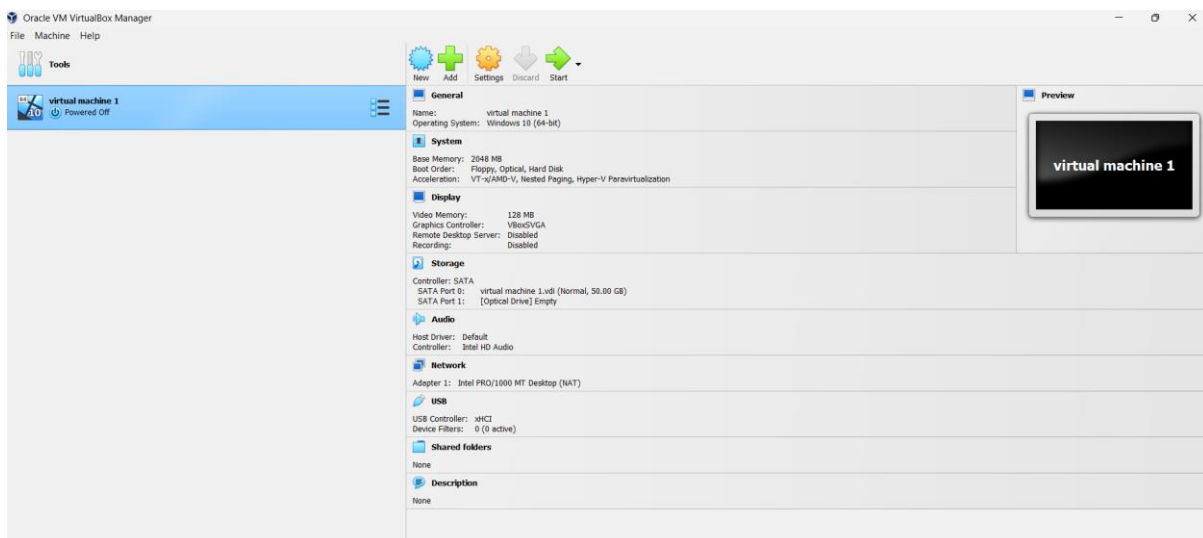 Oracle VM VirtualBox Manager
File Machine Help
Tools
New Add Settings Discard Start
64
10
virtual machine 1
Powered Off
General
Name: virtual machine 1
Operating System: Windows 10 (64-bit)
System
Base Memory: 2048 MB
Boot Order: Floppy, Optical, Hard Disk
Acceleration: VT-x/AMD-V, Nested Paging, Hyper-V Paravirtualization
Display
Video Memory: 128 MB
Graphics Controller: VBoxSVGA
Remote Desktop Server: Disabled
Recording: Disabled
Storage
Controller: SATA
SATA Port 0: virtual machine 1.vdi (Normal, 50.00 GB)
SATA Port 1: [Optical Drive] Empty
Audio
Host Driver: Default
Controller: Intel HD Audio
Network
Adapter 1: Intel PRO/1000 MT Desktop (NAT)
USB
USB Controller: xHCI
Device Filters: 0 (0 active)
Shared folders
None
Description
None
Preview
virtual machine 1